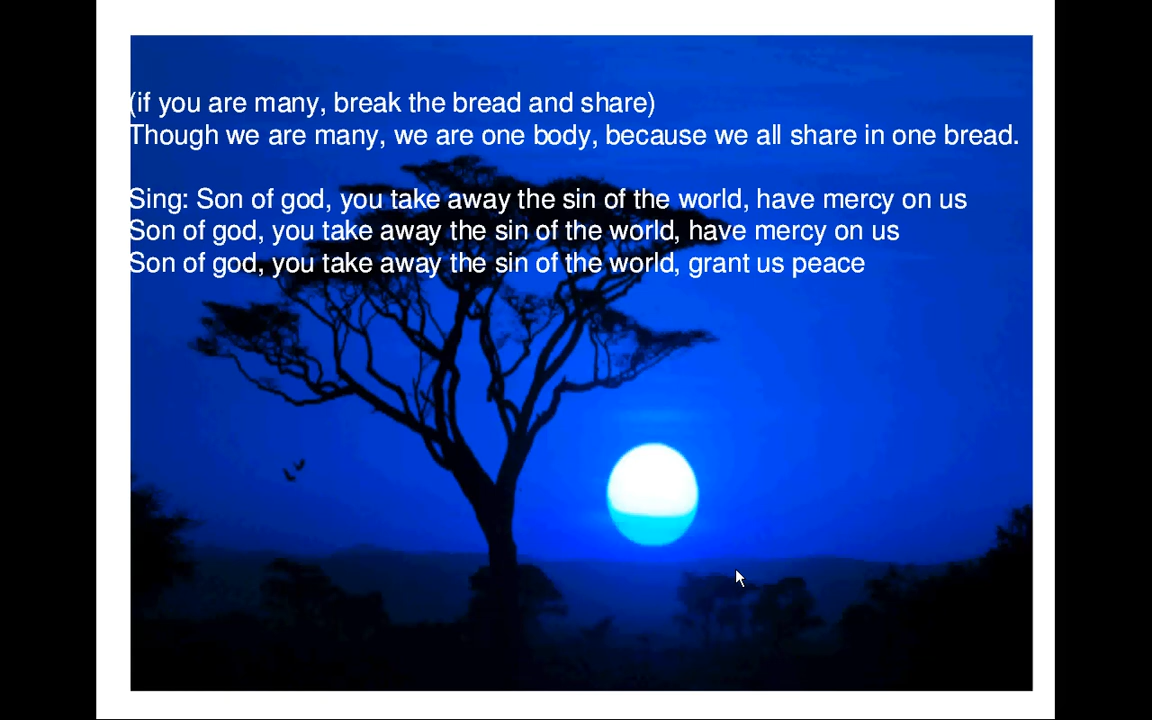 (if you are many, break the bread and share)
Though we are many, we are one body, because we all share in one bread.
Sing: Son of god, you take away the sin of the world, have mercy on us
Son of god, you take away the sin of the world, have mercy on us
Son of god, you take away the sin of the world, grant us peace